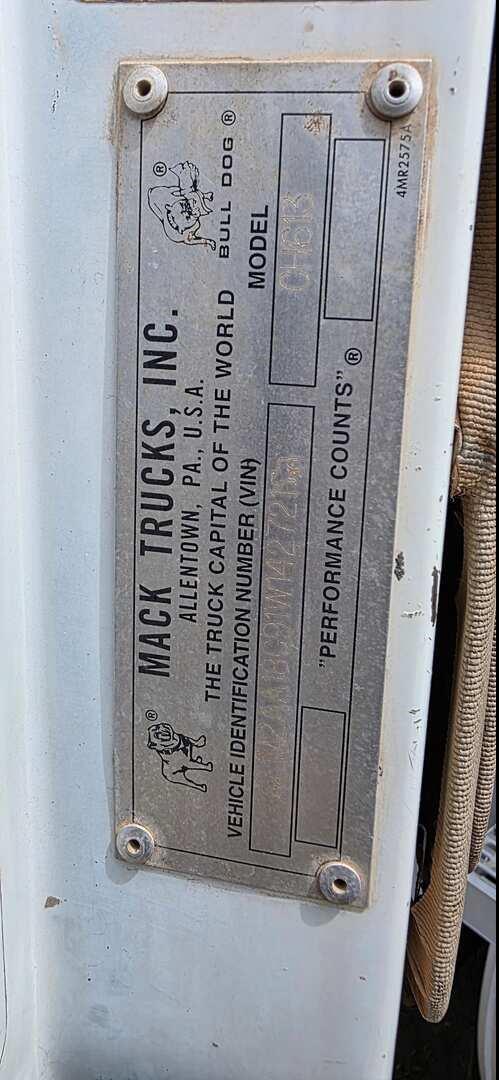 MACK TRUCKS, INC.
ALLENTOWN, PA., U.S.A.
THE TRUCK CAPITAL OF THE WORLD BULL DOG ®
VEHICLE IDENTIFICATION NUMBER (VIN) MODEL
CH613
"PERFORMANCE COUNTS" ®
4MR2575A